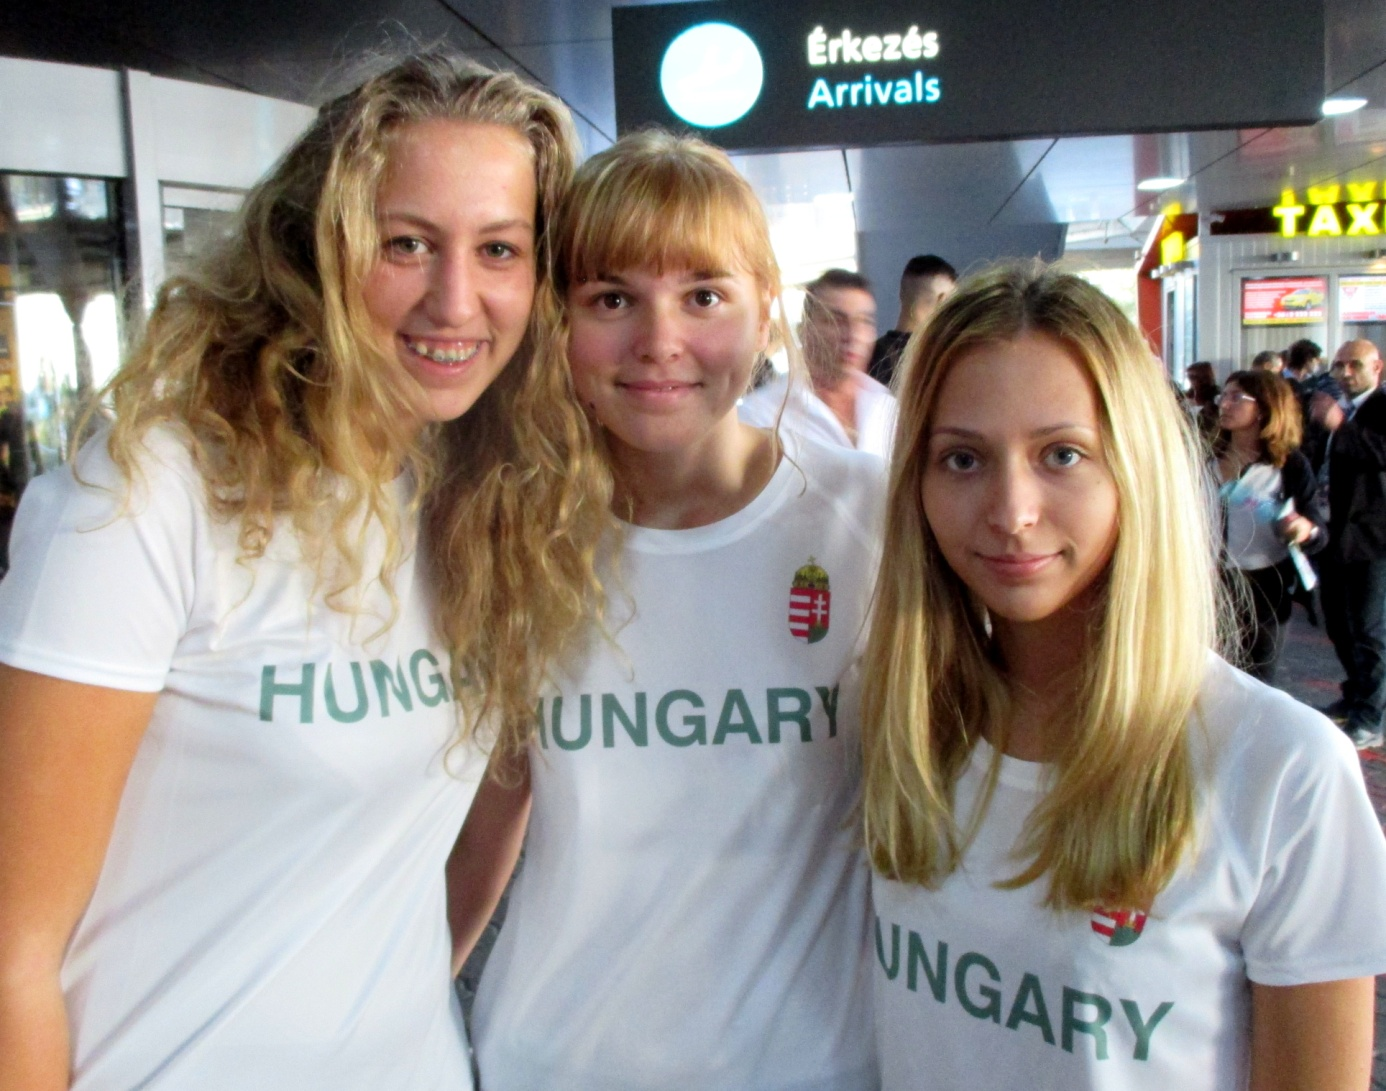 Érkezés
Arrivals
TAXI
HUNGA
HUNGARY
UNGARY